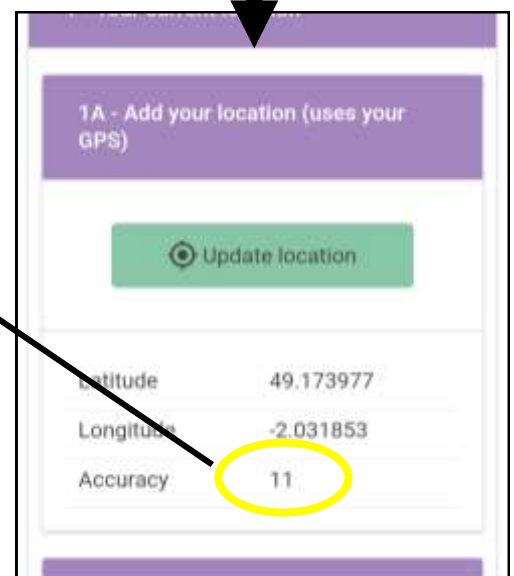 1A - Add your location (uses your
GPS)
Update location
Latitude 49.173977
Longitude -2.031853
Accuracy 11